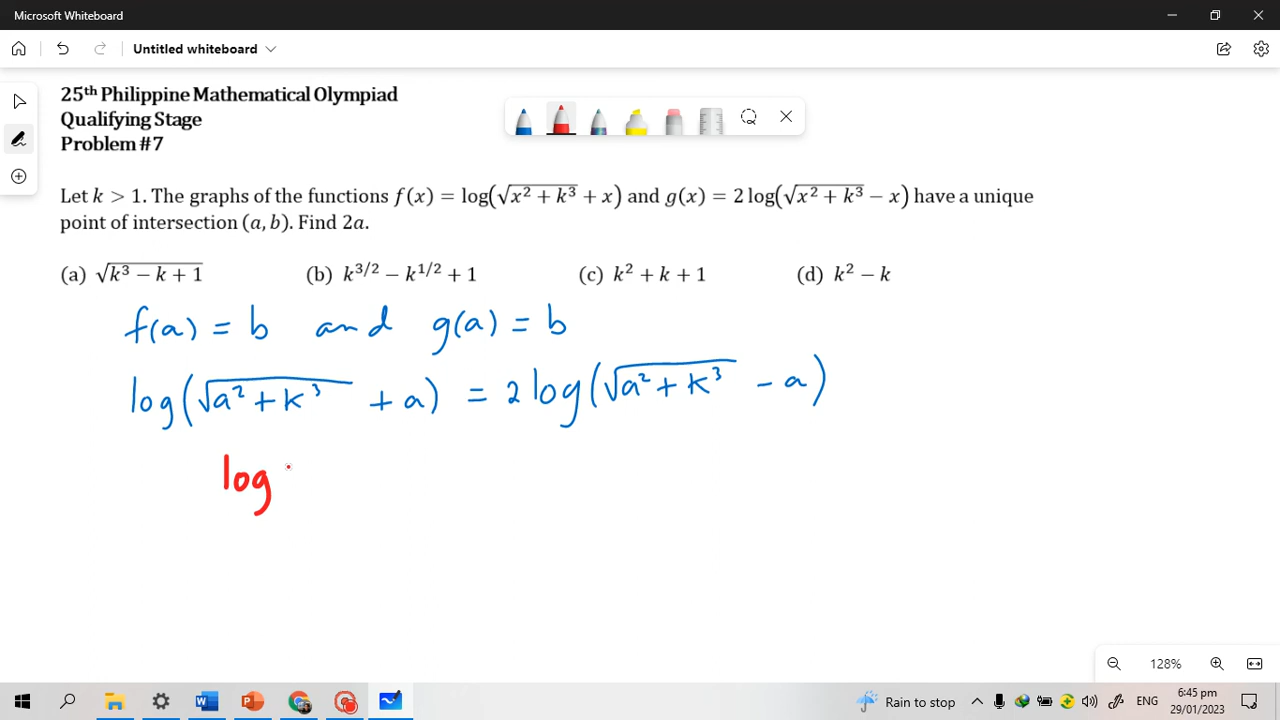 Microsoft Whiteboard
Untitled whiteboard
25th Philippine Mathematical Olympiad
Qualifying Stage
Problem #7
Let k > 1. The graphs of the functions f(x) = log(√(x² + k³) + x) and g(x) = 2 log(√(x² + k³) − x) have a unique
point of intersection (a, b). Find 2a.
(a) √(k³ − k + 1) (b) k^{3/2} − k^{1/2} + 1 (c) k² + k + 1 (d) k² − k
f(a) = b and g(a) = b
log(√(a² + k³) + a) = 2 log(√(a² + k³) − a)
log
128%
Rain to stop ENG 6:45 pm
29/01/2023